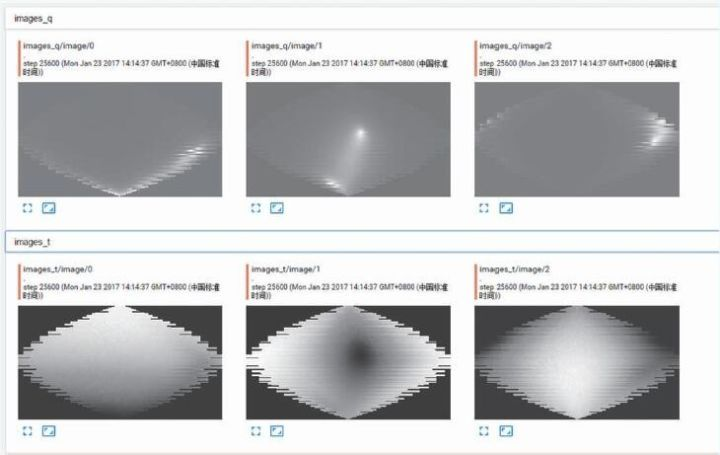 images_q
images_q/image/0
images_q/image/1
images_q/image/2
step 25600 (Mon Jan 23 2017 14:14:37 GMT+0800 (中国标准
时间))
step 25600 (Mon Jan 23 2017 14:14:37 GMT+0800 (中国标准
时间))
step 25600 (Mon Jan 23 2017 14:14:37 GMT+0800 (中国标准
时间))
images_t
images_t/image/0
images_t/image/1
images_t/image/2
step 25600 (Mon Jan 23 2017 14:14:37 GMT+0800 (中国标准
时间))
step 25600 (Mon Jan 23 2017 14:14:37 GMT+0800 (中国标准
时间))
step 25600 (Mon Jan 23 2017 14:14:37 GMT+0800 (中国标准
时间))